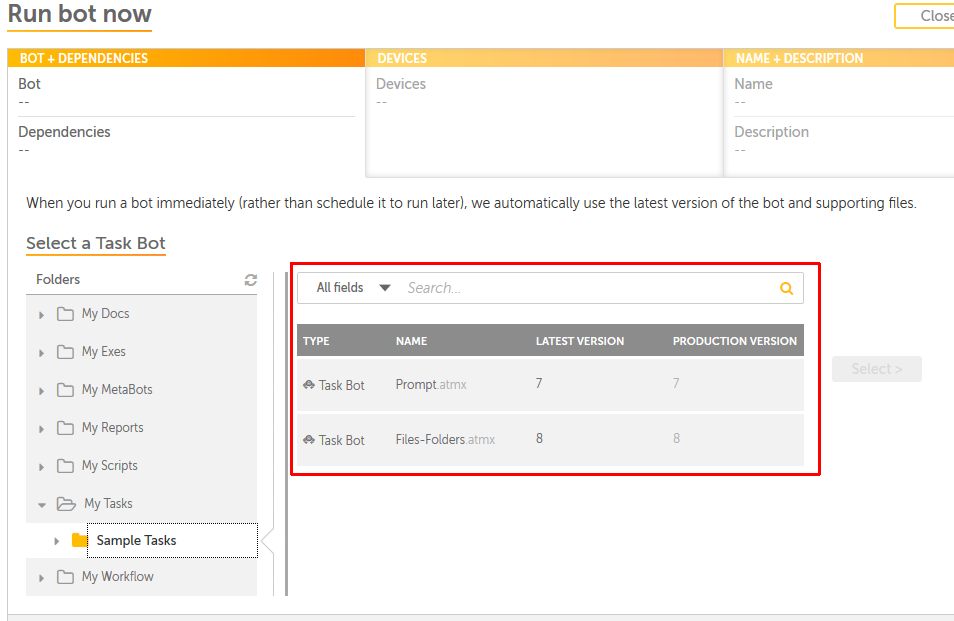 Run bot now
Close
BOT + DEPENDENCIES
DEVICES
NAME + DESCRIPTION
Bot
--
Dependencies
--
Devices
--
Name
--
Description
--
When you run a bot immediately (rather than schedule it to run later), we automatically use the latest version of the bot and supporting files.
Select a Task Bot
Folders
My Docs
My Exes
My MetaBots
My Reports
My Scripts
My Tasks
Sample Tasks
My Workflow
All fields Search...
TYPE NAME LATEST VERSION PRODUCTION VERSION
Task Bot Prompt.atmx 7 7
Task Bot Files-Folders.atmx 8 8
Select >